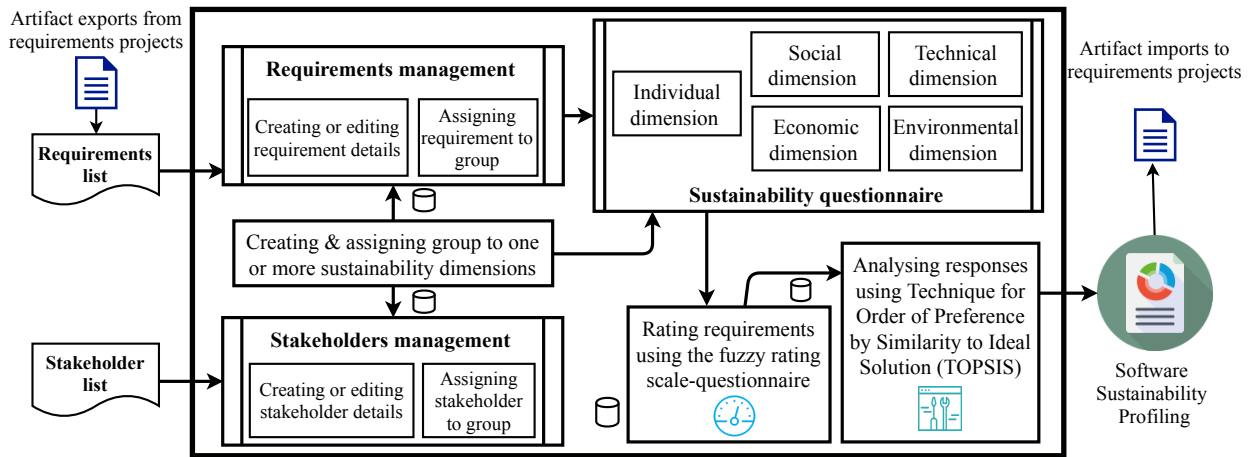 Artifact exports from
requirements projects
Requirements
list
Stakeholder
list
Requirements management
Creating or editing
requirement details
Assigning
requirement to
group
Creating & assigning group to one
or more sustainability dimensions
Stakeholders management
Creating or editing
stakeholder details
Assigning
stakeholder
to group
Individual
dimension
Social
dimension
Technical
dimension
Economic
dimension
Environmental
dimension
Sustainability questionnaire
Rating requirements
using the fuzzy rating
scale-questionnaire
Analysing responses
using Technique for
Order of Preference
by Similarity to Ideal
Solution (TOPSIS)
Artifact imports to
requirements projects
Software
Sustainability
Profiling